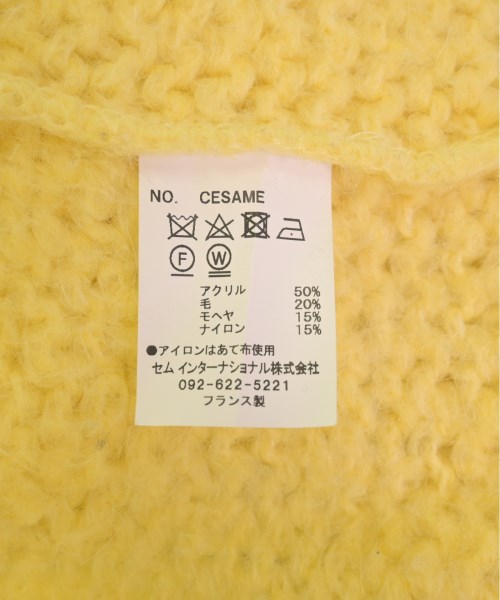 NO. CESAME
F W
アクリル 50%
毛 20%
モヘヤ 15%
ナイロン 15%
●アイロンはあて布使用
セム インターナショナル株式会社
092-622-5221
フランス製